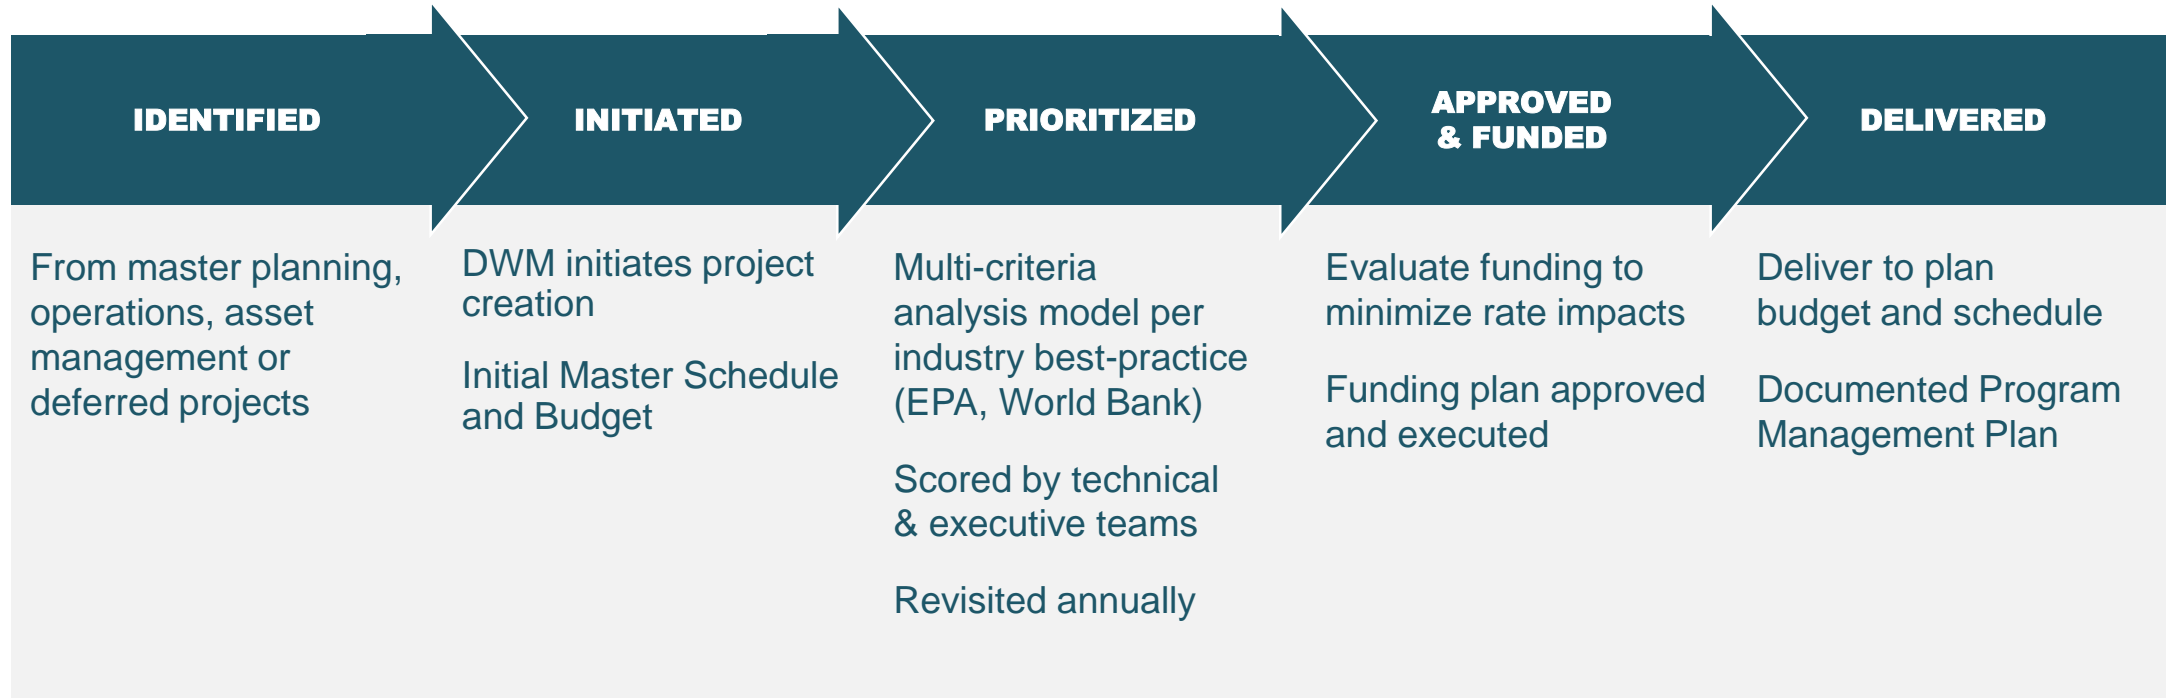 IDENTIFIED
INITIATED
PRIORITIZED
APPROVED
& FUNDED
DELIVERED
From master planning,
operations, asset
management or
deferred projects
DWM initiates project
creation
Initial Master Schedule
and Budget
Multi-criteria
analysis model per
industry best-practice
(EPA, World Bank)
Scored by technical
& executive teams
Revisited annually
Evaluate funding to
minimize rate impacts
Funding plan approved
and executed
Deliver to plan
budget and schedule
Documented Program
Management Plan